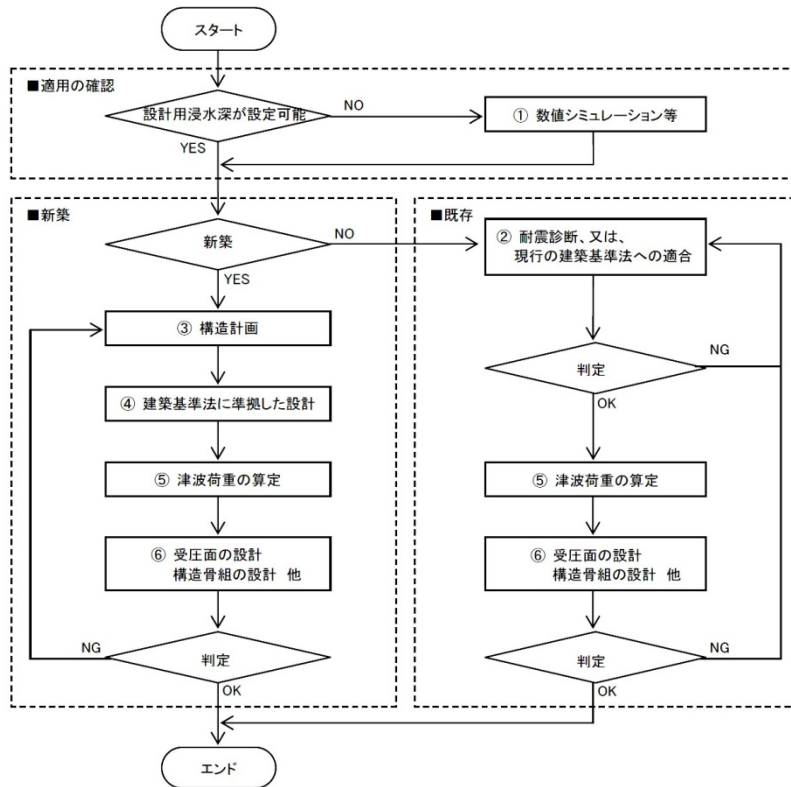 スタート
■適用の確認
設計用浸水深が設定可能
NO
① 数値シミュレーション等
YES
■新築
新築
NO
YES
③ 構造計画
④ 建築基準法に準拠した設計
⑤ 津波荷重の算定
⑥ 受圧面の設計
構造骨組の設計 他
NG
判定
OK
■既存
② 耐震診断、又は、
現行の建築基準法への適合
NG
判定
OK
⑤ 津波荷重の算定
⑥ 受圧面の設計
構造骨組の設計 他
NG
判定
OK
エンド